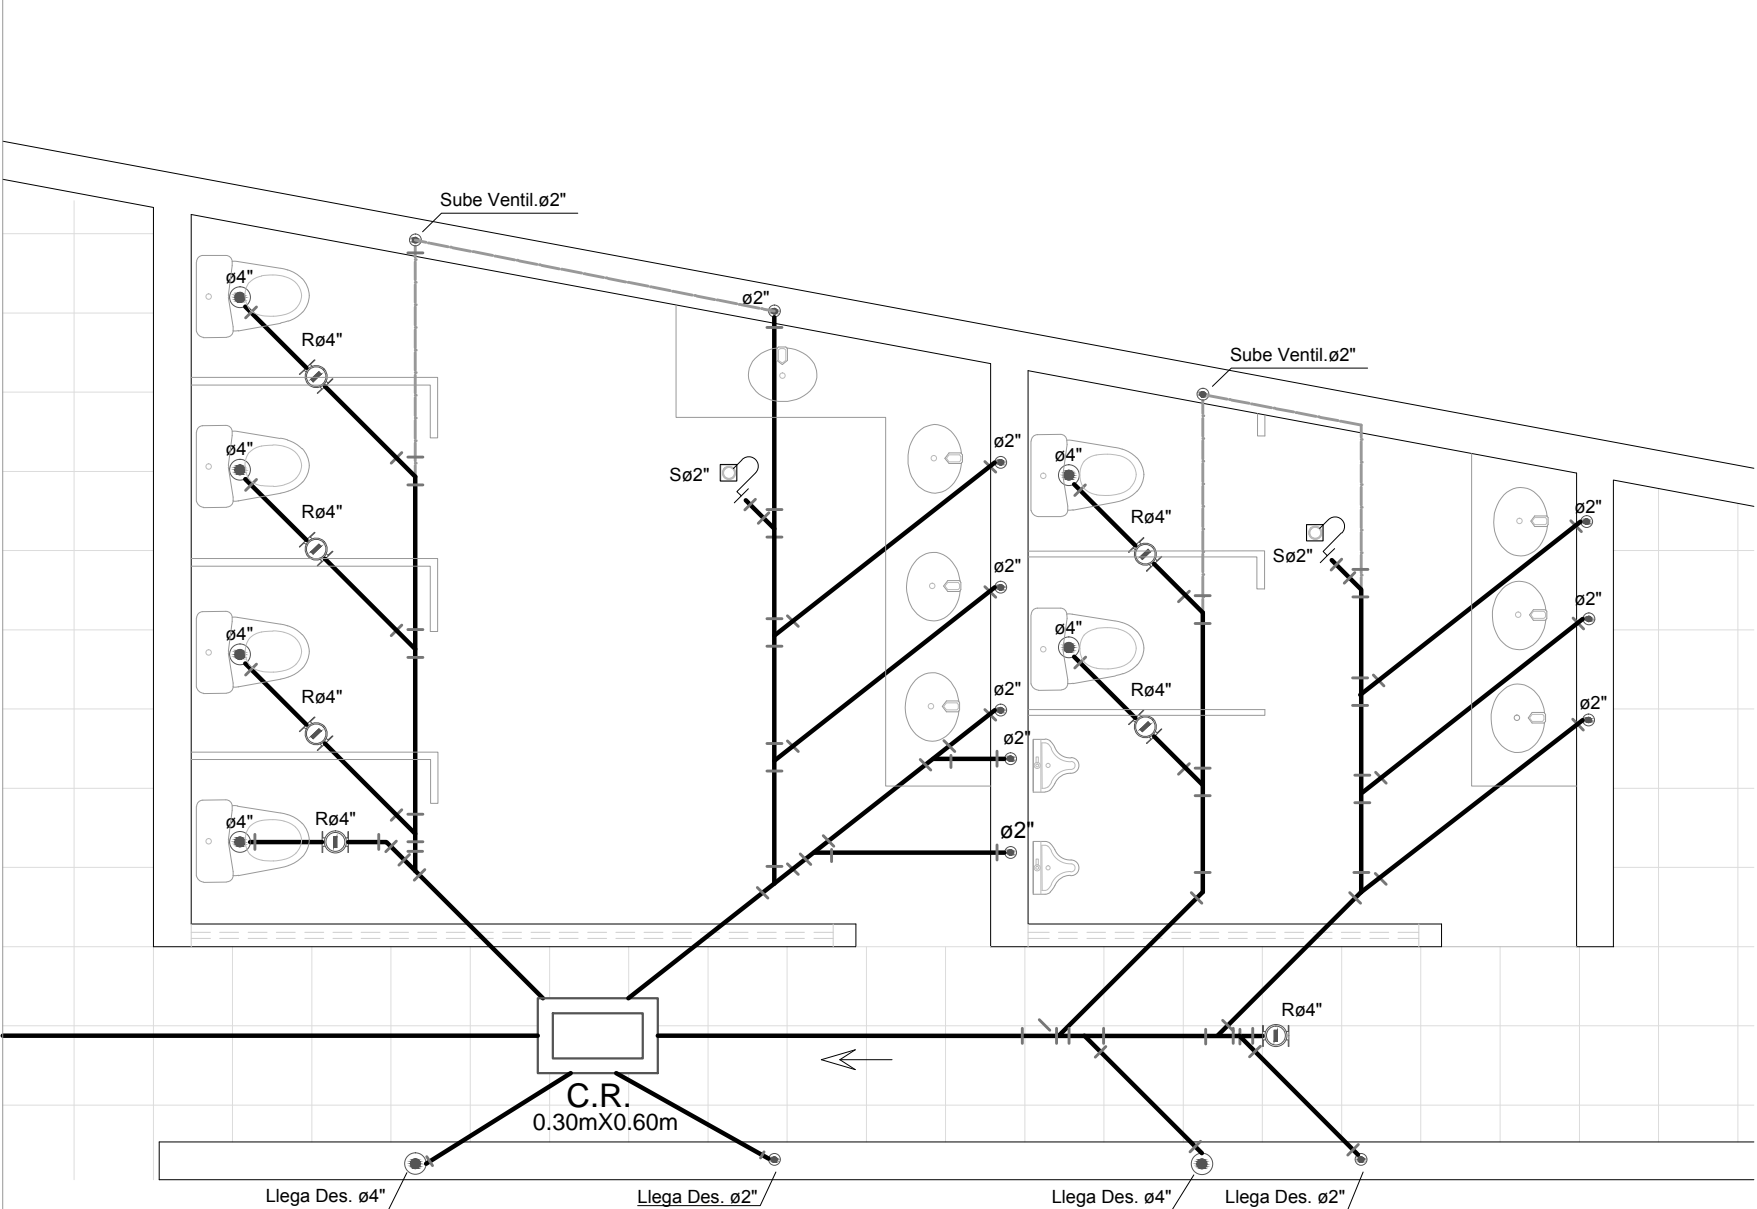 Sube Ventil.ø2"
ø4"
ø2"
Rø4"
Sube Ventil.ø2"
ø4"
Sø2"
ø2"
ø4"
Rø4"
ø2"
Rø4"
Sø2"
ø2"
ø2"
ø4"
ø4"
Rø4"
Rø4"
ø2"
ø2"
ø2"
ø4"
Rø4"
ø2"
Rø4"
C.R.
0.30mX0.60m
Llega Des. ø4"
Llega Des. ø2"
Llega Des. ø4"
Llega Des. ø2"